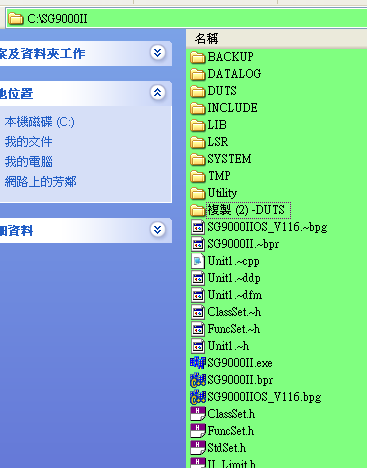 C:\SG9000II
案及資料夾工作
他位置
本機磁碟 (C:)
我的文件
我的電腦
網路上的芳鄰
細資料
名稱
BACKUP
DATALOG
DUTS
INCLUDE
LIB
LSR
SYSTEM
TMP
Utility
複製 (2) -DUTS
SG9000IIOS_V116.~bpg
SG9000II.~bpr
Unit1.~cpp
Unit1.~ddp
Unit1.~dfm
ClassSet.~h
FuncSet.~h
Unit1.~h
SG9000II.exe
SG9000II.bpr
SG9000IIOS_V116.bpg
ClassSet.h
FuncSet.h
StdSet.h
U_Limit.h